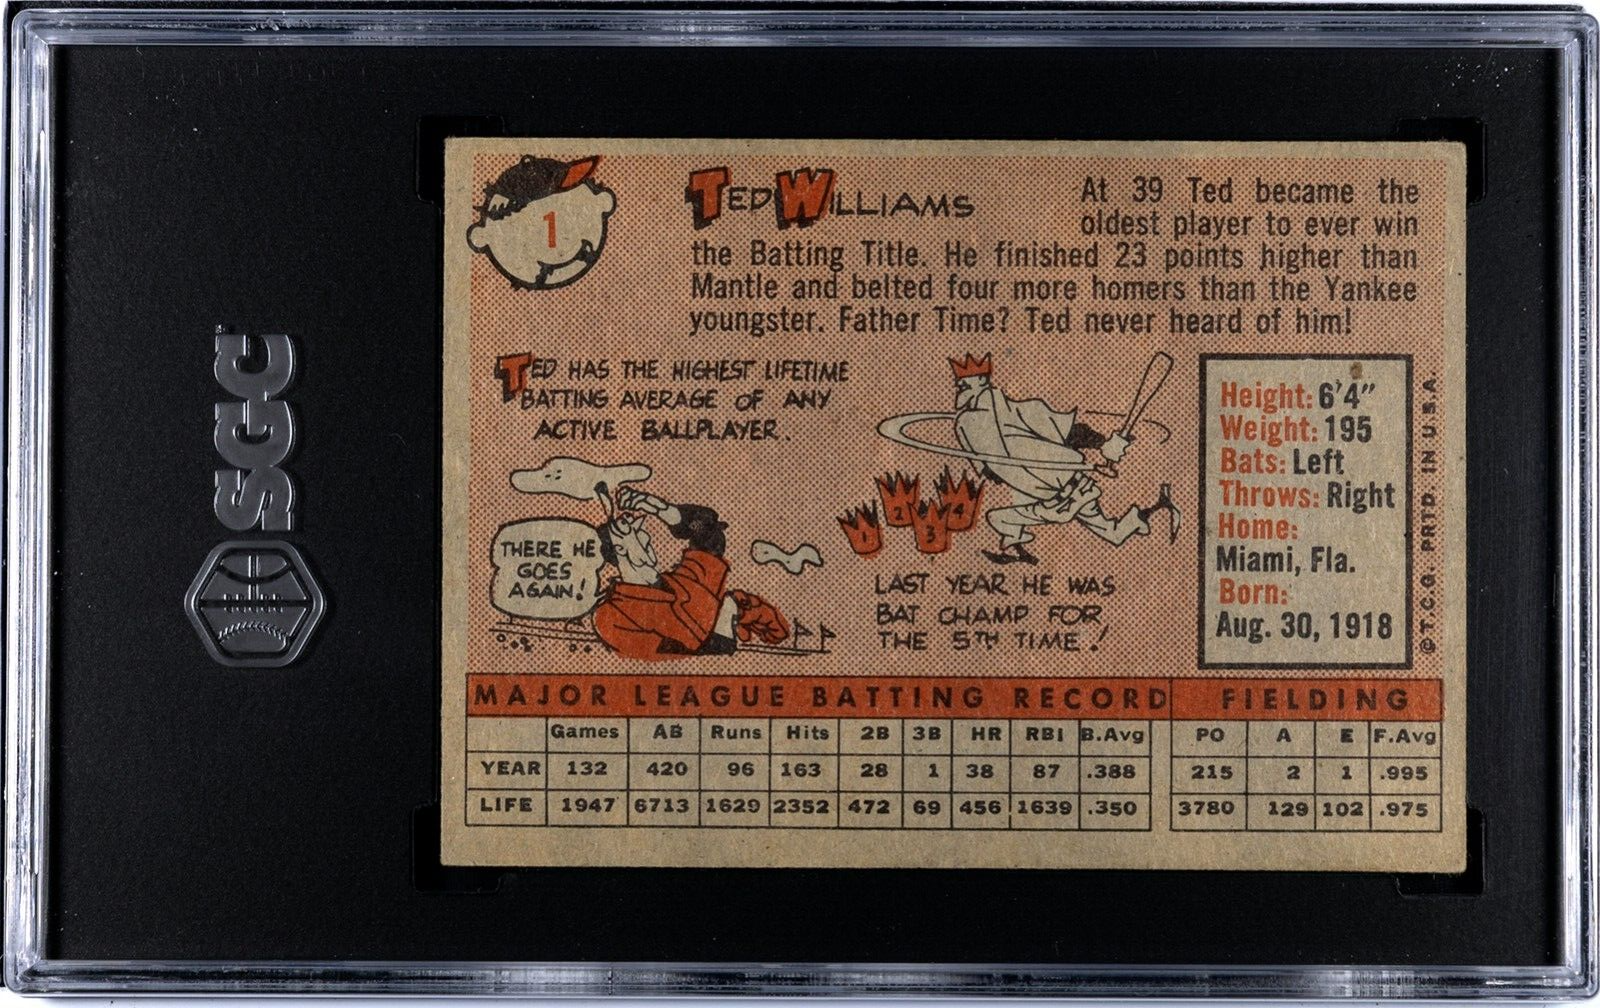 SGC
1
TED WILLIAMS
At 39 Ted became the
oldest player to ever win
the Batting Title. He finished 23 points higher than
Mantle and belted four more homers than the Yankee
youngster. Father Time? Ted never heard of him!
TED HAS THE HIGHEST LIFETIME
BATTING AVERAGE OF ANY
ACTIVE BALLPLAYER.
THERE HE
GOES
AGAIN!
1 2 3 4
LAST YEAR HE WAS
BAT CHAMP FOR
THE 5TH TIME!
Height: 6'4"
Weight: 195
Bats: Left
Throws: Right
Home:
Miami, Fla.
Born:
Aug. 30, 1918
©T.C.G. PRTD. IN U.S.A.
MAJOR LEAGUE BATTING RECORD FIELDING
Games AB Runs Hits 2B 3B HR RBI B.Avg PO A E F.Avg
YEAR 132 420 96 163 28 1 38 87 .388 215 2 1 .995
LIFE 1947 6713 1629 2352 472 69 456 1639 .350 3780 129 102 .975